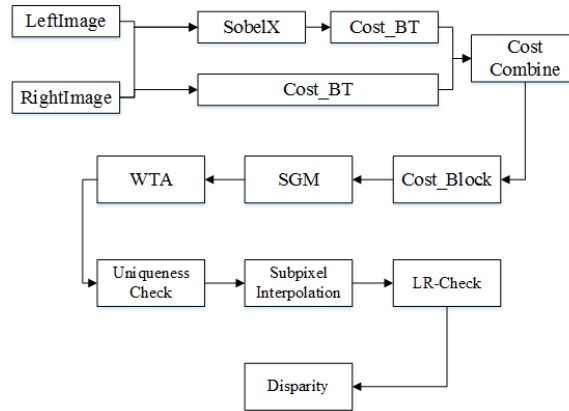 LeftImage
SobelX
Cost_BT
Cost
Combine
RightImage
Cost_BT
WTA
SGM
Cost_Block
Uniqueness
Check
Subpixel
Interpolation
LR-Check
Disparity